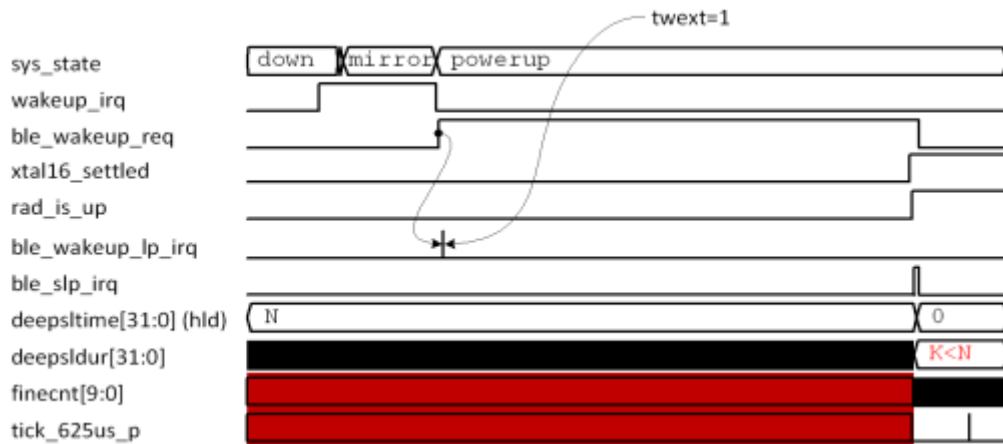 twext=1
sys_state down mirror powerup
wakeup_irq
ble_wakeup_req
xtal16_settled
rad_is_up
ble_wakeup_lp_irq
ble_slp_irq
deepsltime[31:0] (hld) N 0
deepsldur[31:0] K<N
finecnt[9:0]
tick_625us_p